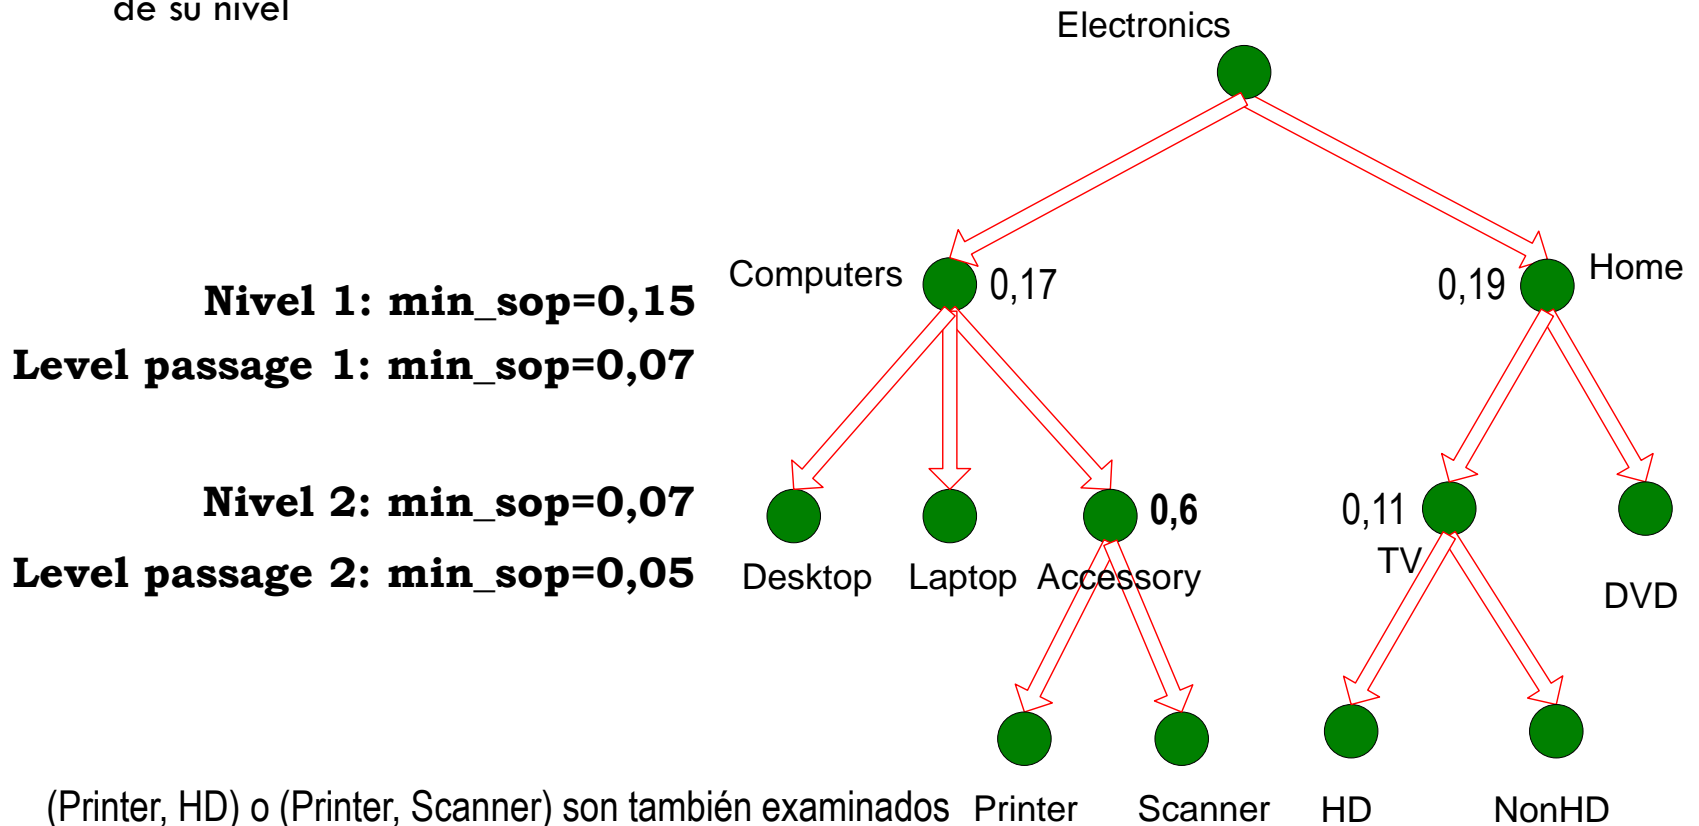 de su nivel
Electronics
Computers
0,17
0,19
Home
Nivel 1: min_sop=0,15
Level passage 1: min_sop=0,07
Nivel 2: min_sop=0,07
0,6
0,11
TV
Level passage 2: min_sop=0,05
Desktop
Laptop
Accessory
DVD
(Printer, HD) o (Printer, Scanner) son también examinados
Printer
Scanner
HD
NonHD